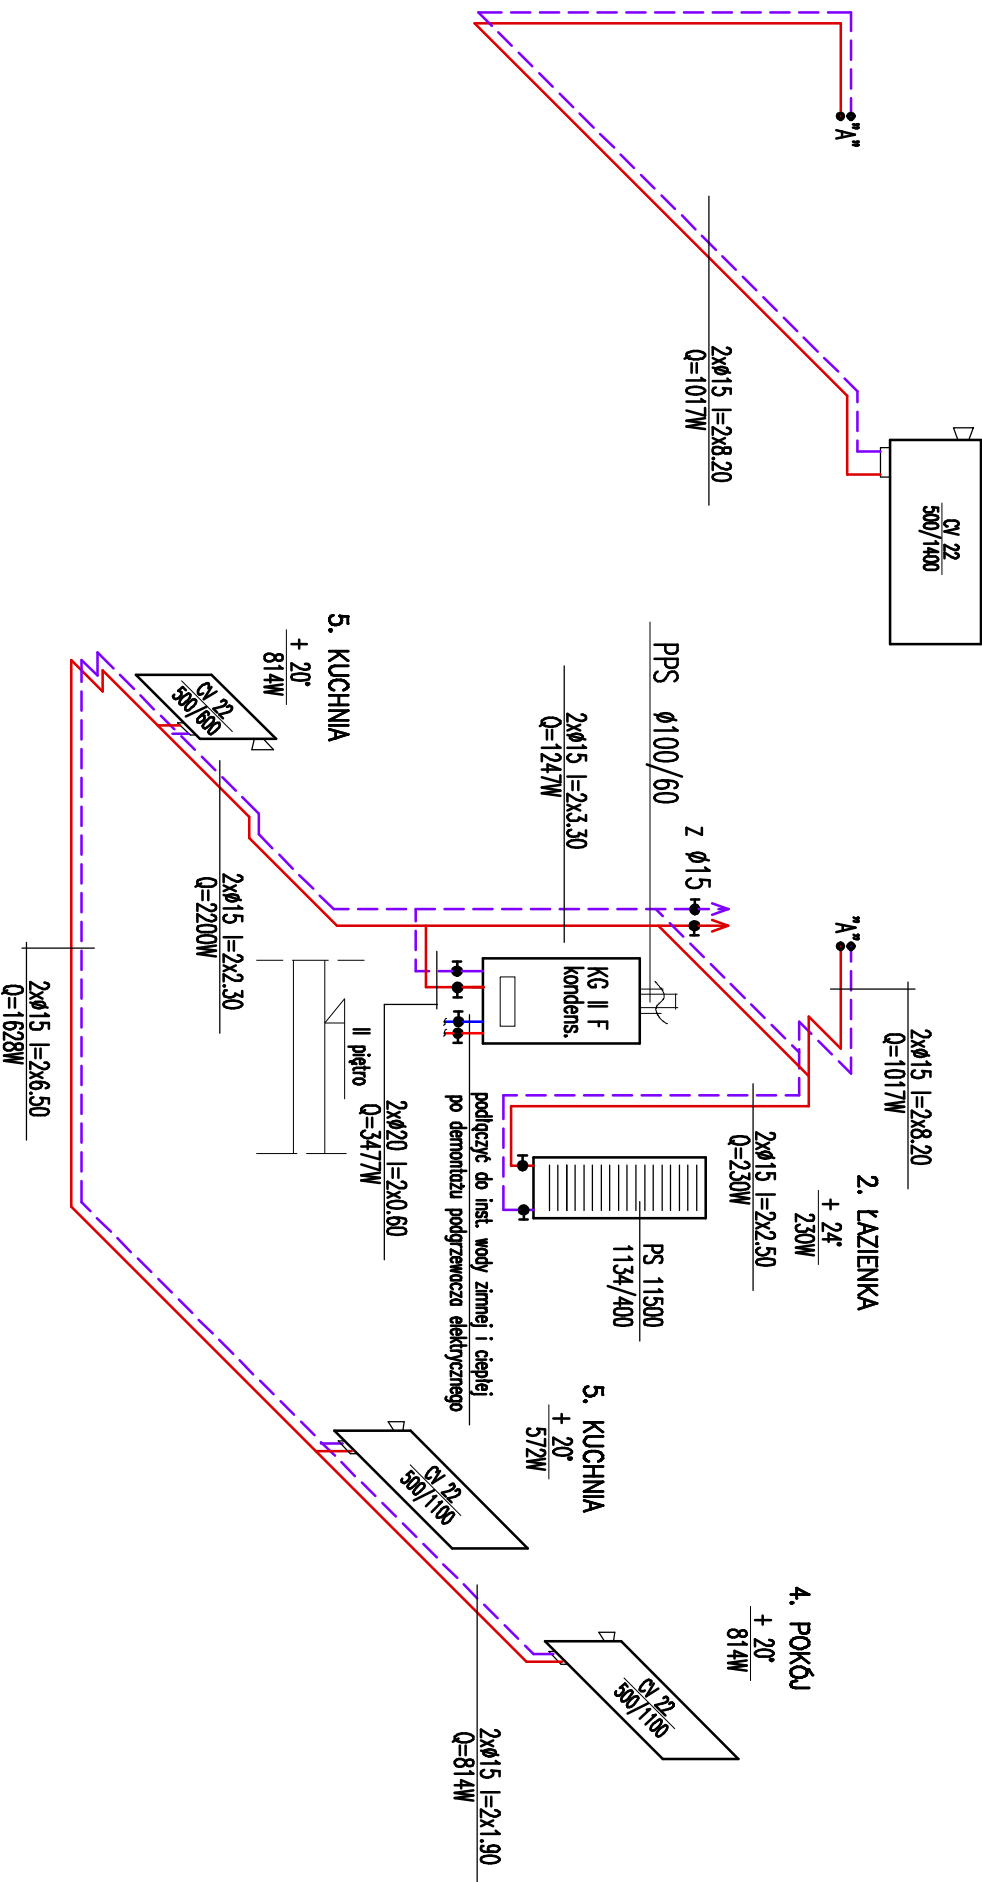 "A"
2xø15 l=2x8.20
Q=1017W
CV 22
500/1400
5. KUCHNIA
+ 20°
814W
CV 22
500/600
PPS ø100/60
2xø15 l=2x3.30
Q=1247W
Z ø15
2xø15 l=2x2.30
Q=2200W
KG II F
kondens.
"A"
2xø15 l=2x8.20
Q=1017W
2. ŁAZIENKA
+ 24°
230W
2xø15 l=2x2.50
Q=230W
PS 11500
1134/400
2xø15 l=2x6.50
Q=1628W
II piętro
2xø20 l=2x0.60
Q=3477W
podłączyć do inst. wody zimnej i ciepłej
po demontażu podgrzewacza elektrycznego
5. KUCHNIA
+ 20°
572W
CV 22
500/1100
4. POKÓJ
+ 20°
814W
CV 22
500/1100
2xø15 l=2x1.90
Q=814W